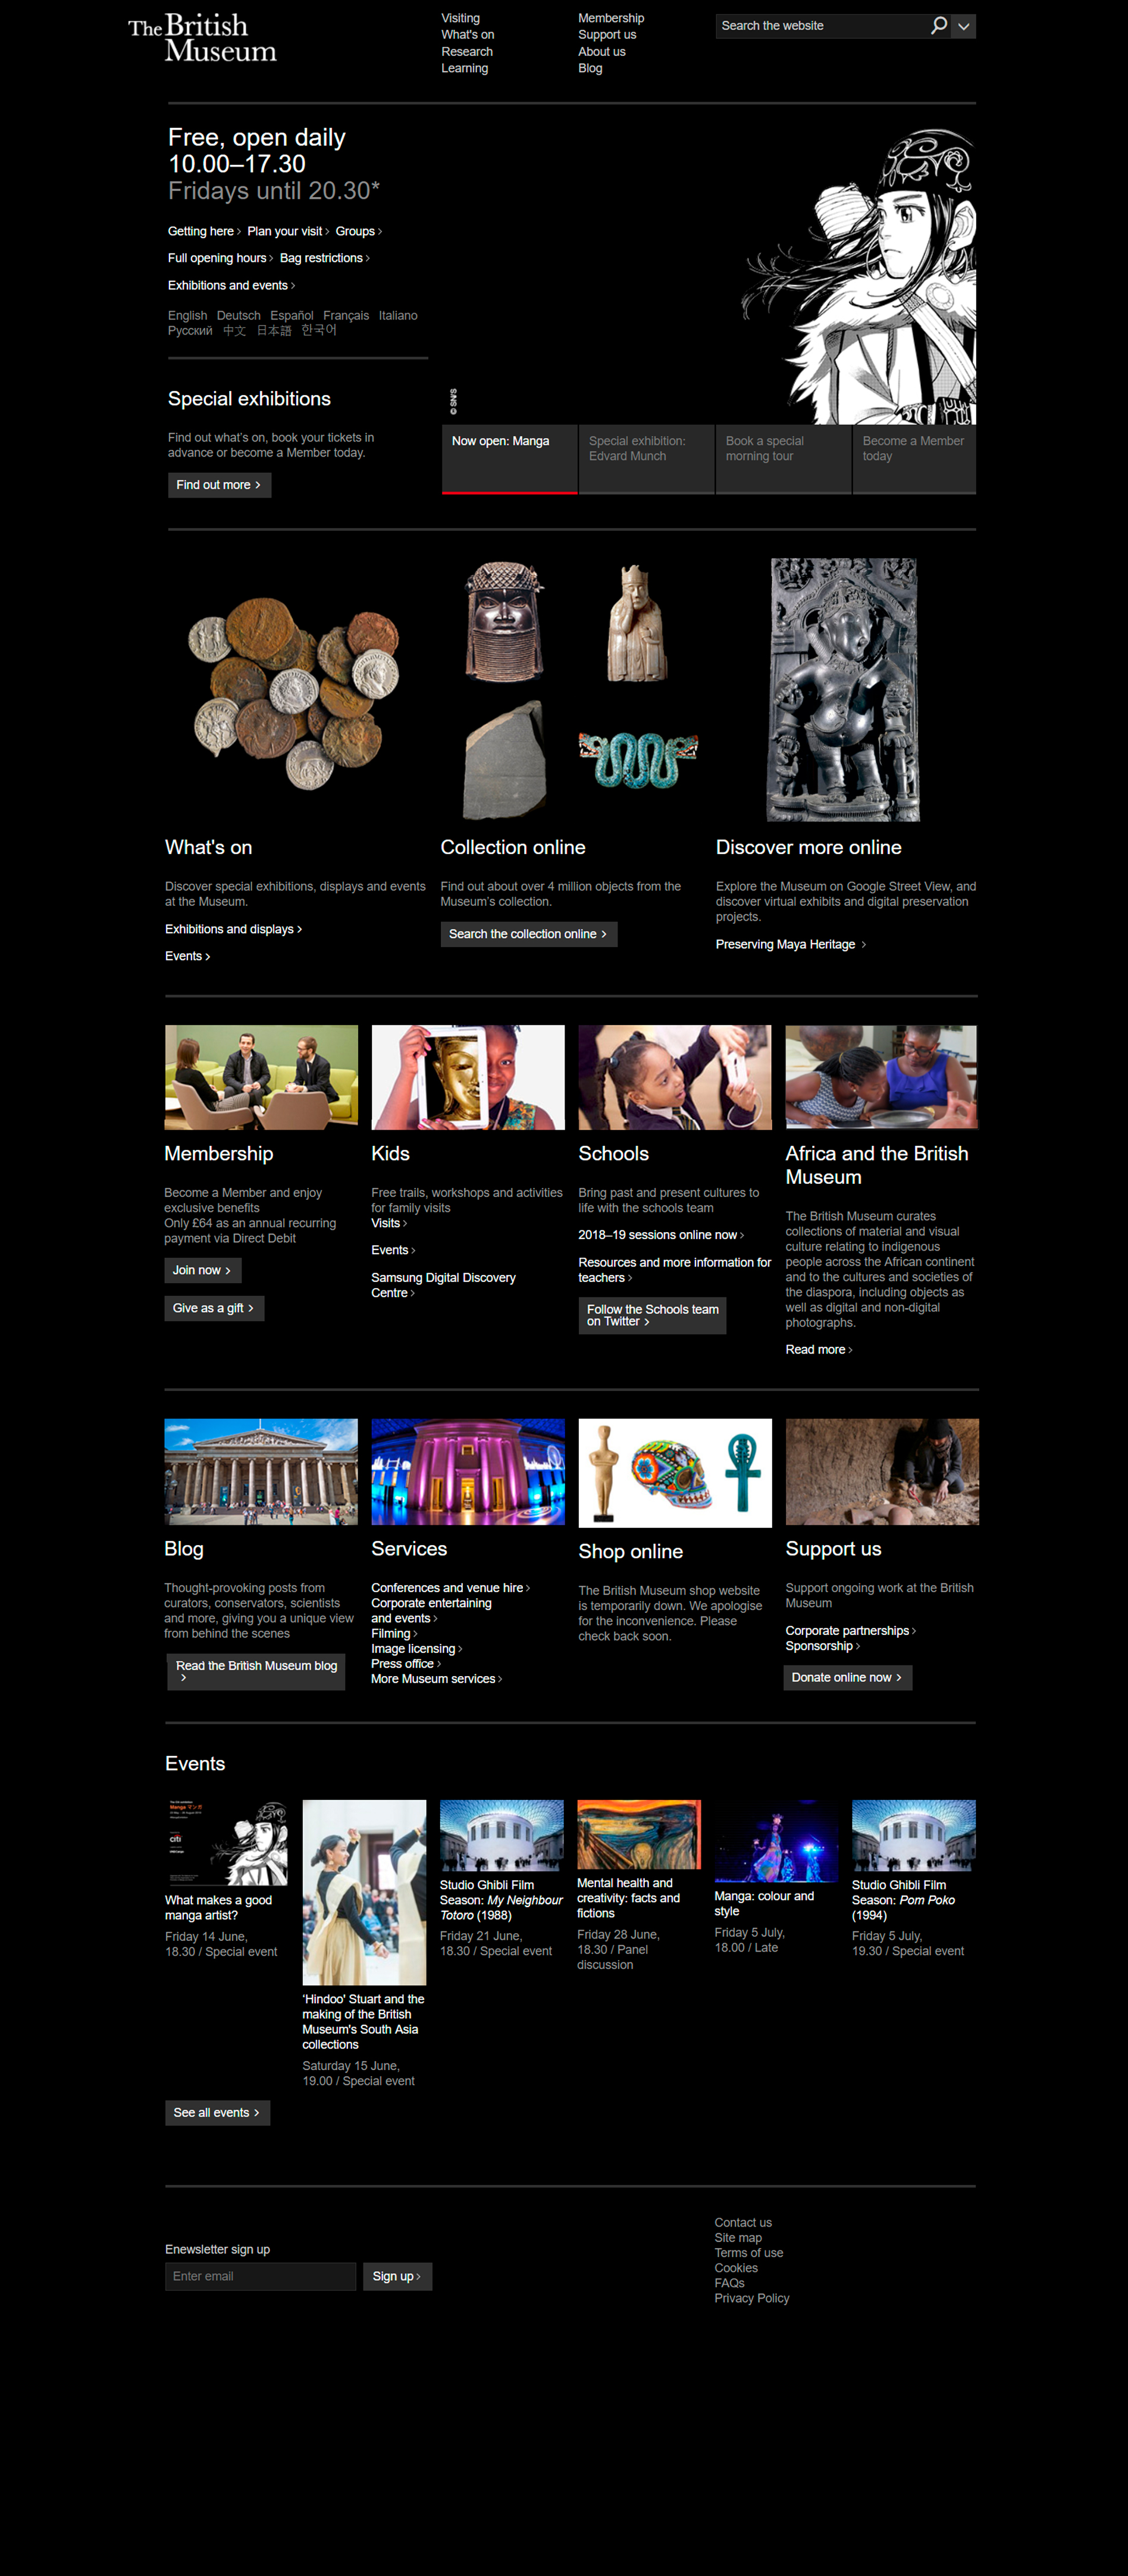 The British
Museum
Visiting
What's on
Research
Learning
Membership
Support us
About us
Blog
Search the website
Free, open daily
10.00–17.30
Fridays until 20.30*
Getting here › Plan your visit › Groups ›
Full opening hours › Bag restrictions ›
Exhibitions and events ›
English Deutsch Español Français Italiano
Русский 中文 日本語 한국어
Special exhibitions
Find out what's on, book your tickets in
advance or become a Member today.
Find out more ›
© SN/S
Now open: Manga
Special exhibition:
Edvard Munch
Book a special
morning tour
Become a Member
today
What's on
Discover special exhibitions, displays and events
at the Museum.
Exhibitions and displays ›
Events ›
Collection online
Find out about over 4 million objects from the
Museum's collection.
Search the collection online ›
Discover more online
Explore the Museum on Google Street View, and
discover virtual exhibits and digital preservation
projects.
Preserving Maya Heritage ›
Membership
Become a Member and enjoy
exclusive benefits
Only £64 as an annual recurring
payment via Direct Debit
Join now ›
Give as a gift ›
Kids
Free trails, workshops and activities
for family visits
Visits ›
Events ›
Samsung Digital Discovery
Centre ›
Schools
Bring past and present cultures to
life with the schools team
2018–19 sessions online now ›
Resources and more information for
teachers ›
Follow the Schools team
on Twitter ›
Africa and the British
Museum
The British Museum curates
collections of material and visual
culture relating to indigenous
people across the African continent
and to the cultures and societies of
the diaspora, including objects as
well as digital and non-digital
photographs.
Read more ›
Blog
Thought-provoking posts from
curators, conservators, scientists
and more, giving you a unique view
from behind the scenes
Read the British Museum blog
›
Services
Conferences and venue hire ›
Corporate entertaining
and events ›
Filming ›
Image licensing ›
Press office ›
More Museum services ›
Shop online
The British Museum shop website
is temporarily down. We apologise
for the inconvenience. Please
check back soon.
Support us
Support ongoing work at the British
Museum
Corporate partnerships ›
Sponsorship ›
Donate online now ›
Events
Manga マンガ
citi
What makes a good
manga artist?
Friday 14 June,
18.30 / Special event
'Hindoo' Stuart and the
making of the British
Museum's South Asia
collections
Saturday 15 June,
19.00 / Special event
Studio Ghibli Film
Season: My Neighbour
Totoro (1988)
Friday 21 June,
18.30 / Special event
Mental health and
creativity: facts and
fictions
Friday 28 June,
18.30 / Panel
discussion
Manga: colour and
style
Friday 5 July,
18.00 / Late
Studio Ghibli Film
Season: Pom Poko
(1994)
Friday 5 July,
19.30 / Special event
See all events ›
Enewsletter sign up
Enter email
Sign up ›
Contact us
Site map
Terms of use
Cookies
FAQs
Privacy Policy